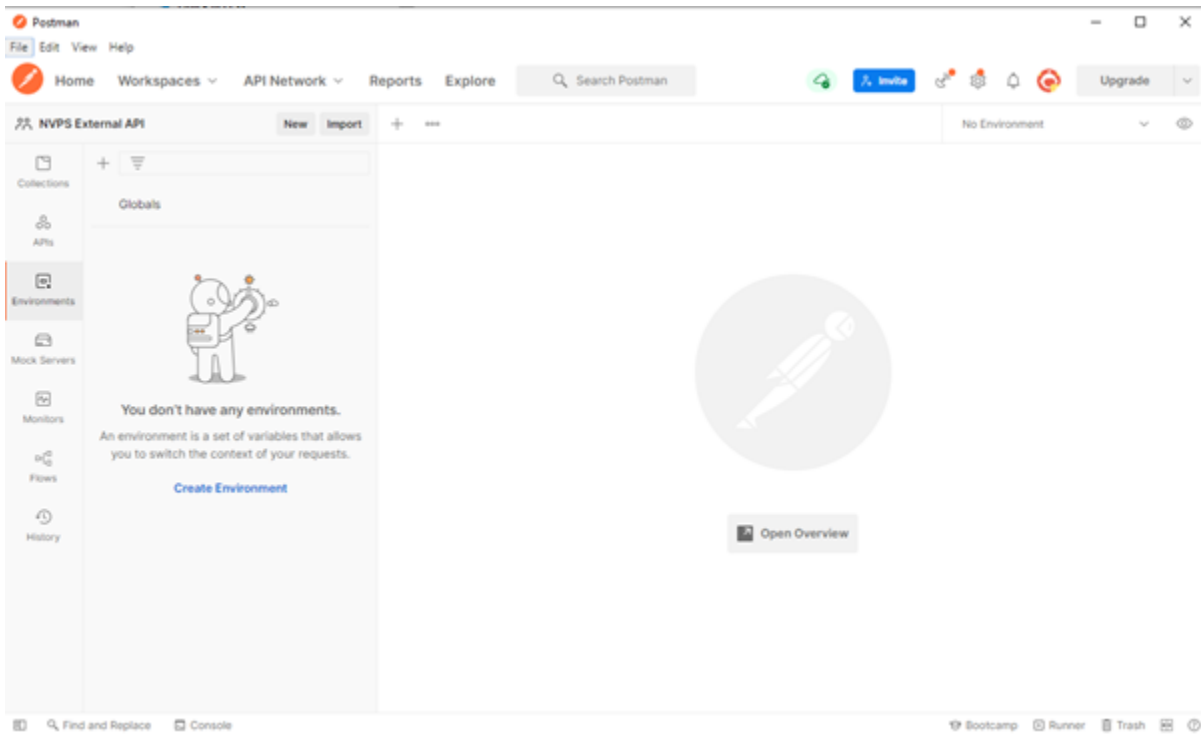 Postman
File Edit View Help
Home Workspaces API Network Reports Explore Search Postman Invite Upgrade
NVPS External API New Import No Environment
Collections
Globals
APIs
Environments
Mock Servers
Monitors
You don't have any environments.
An environment is a set of variables that allows
you to switch the context of your requests.
Flows
Create Environment
History
Open Overview
Find and Replace Console Bootcamp Runner Trash